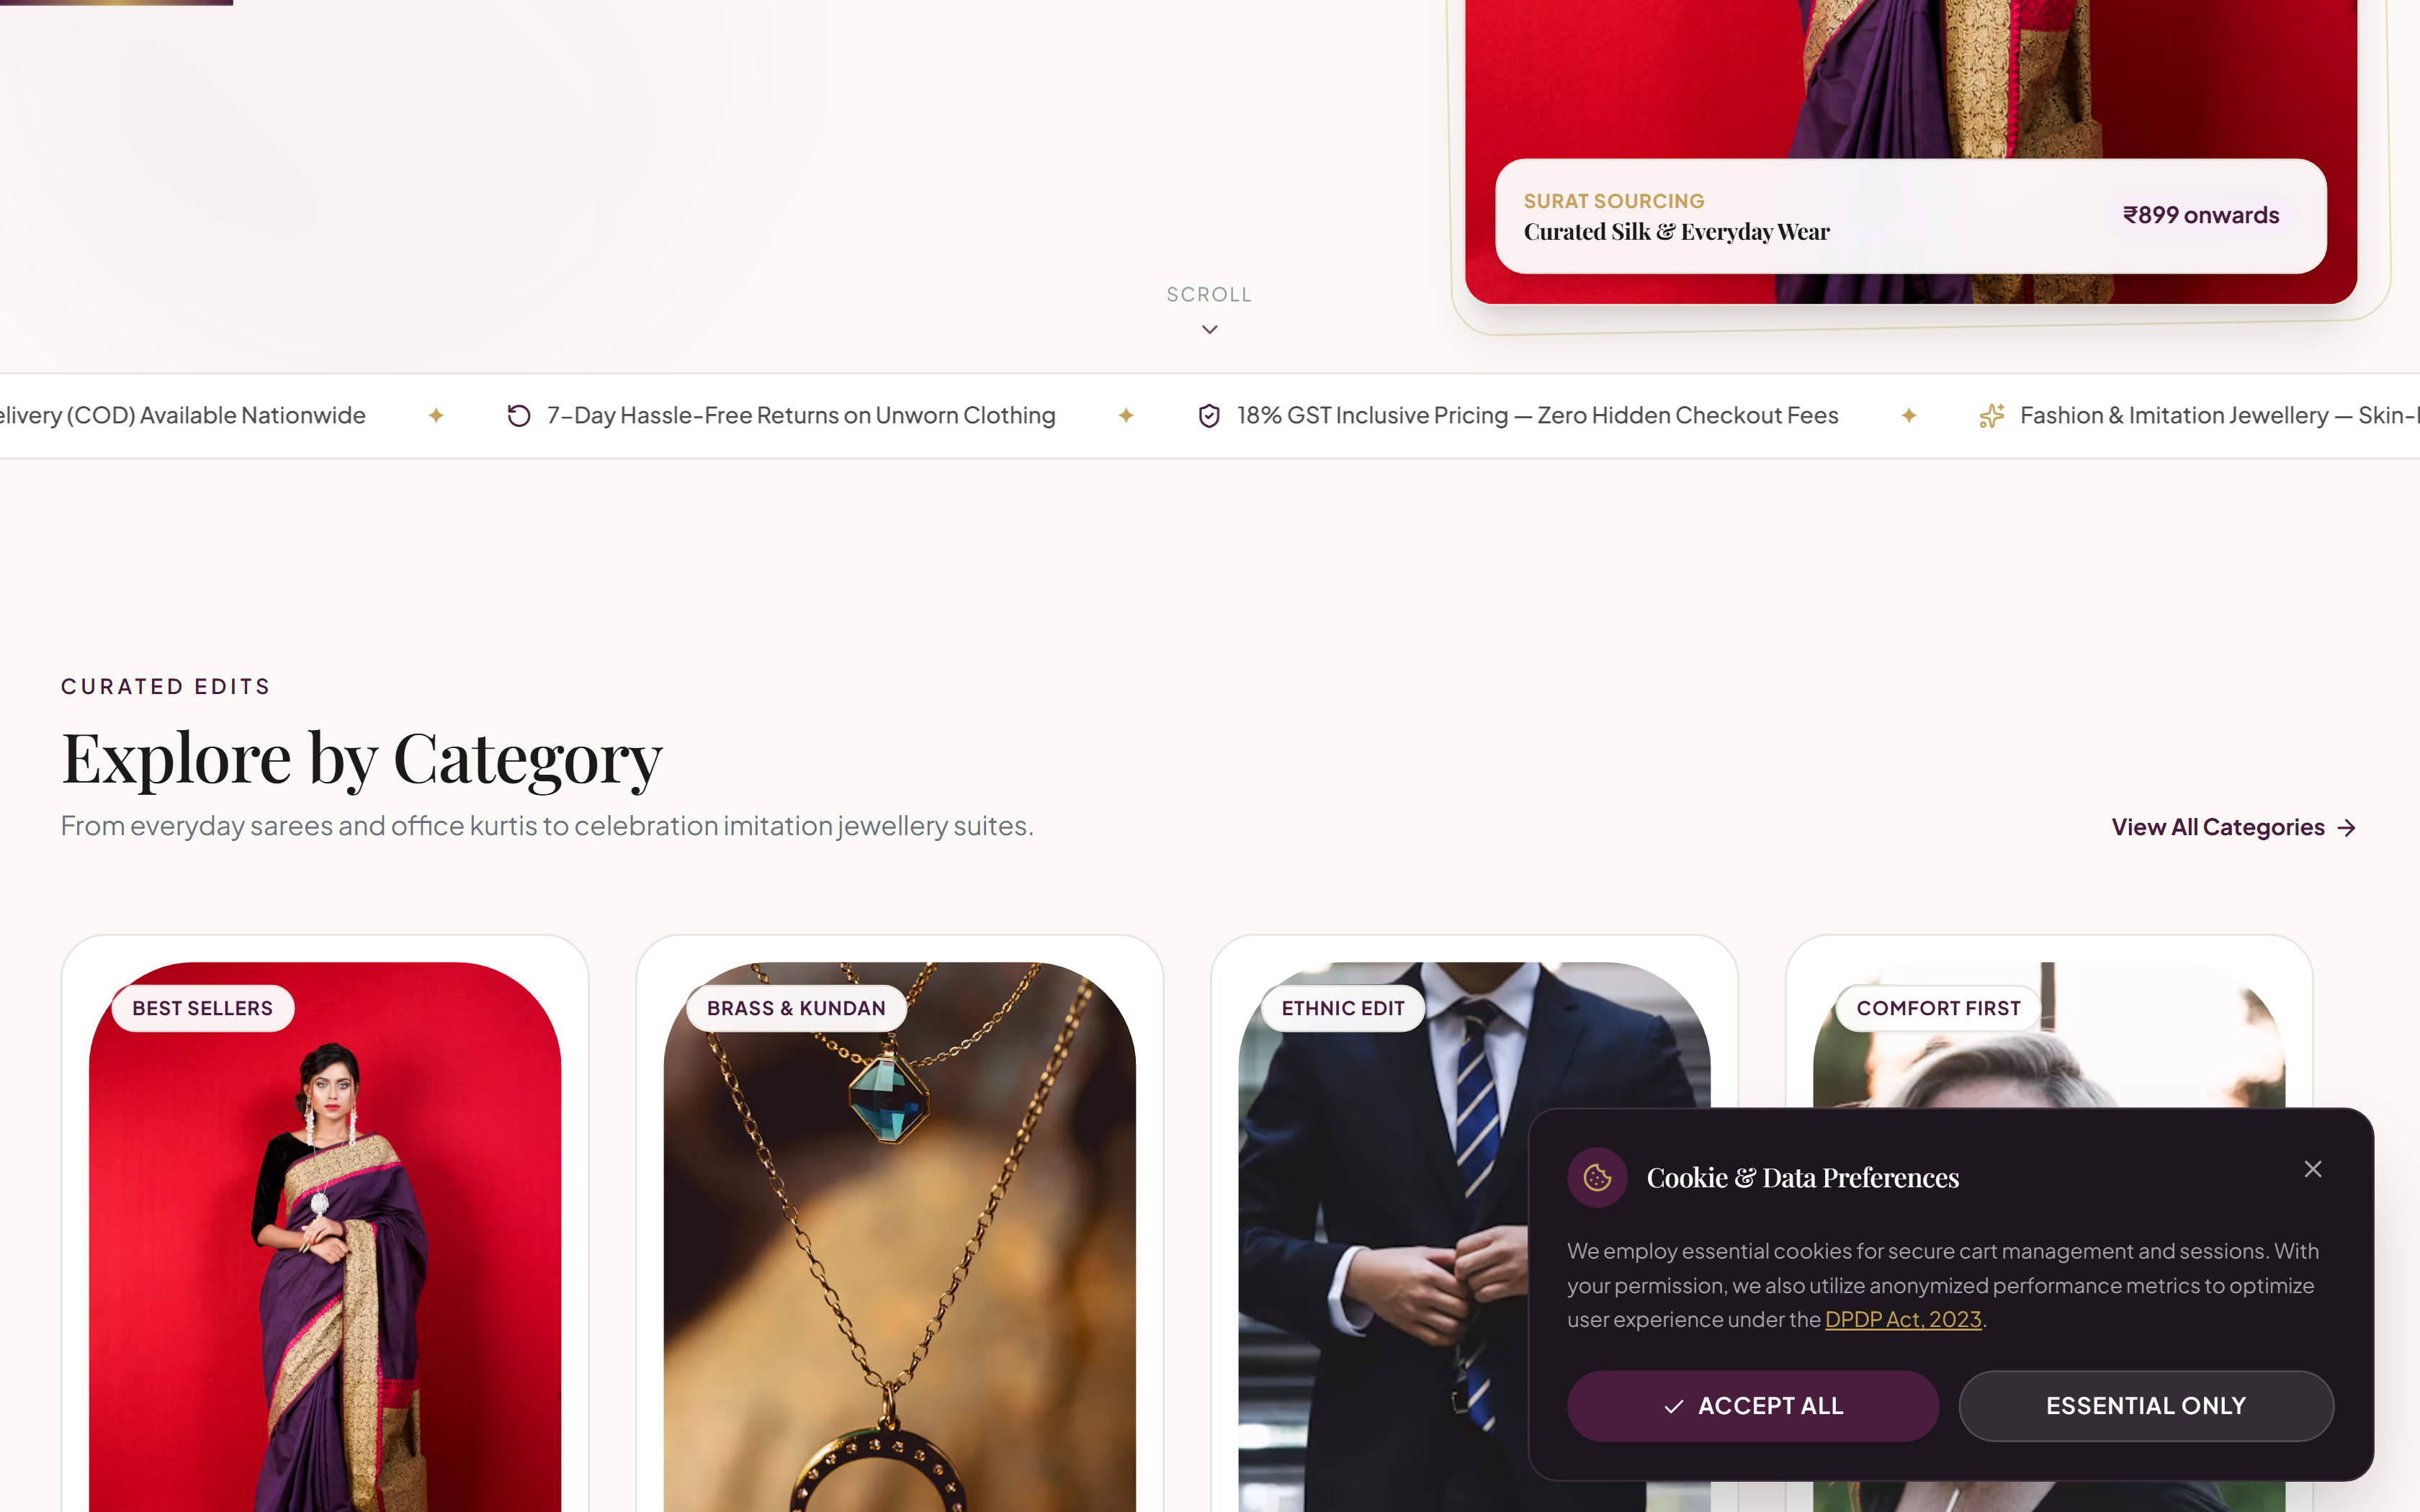 SURAT SOURCING
Curated Silk & Everyday Wear
₹899 onwards
SCROLL
elivery (COD) Available Nationwide
7-Day Hassle-Free Returns on Unworn Clothing
18% GST Inclusive Pricing — Zero Hidden Checkout Fees
Fashion & Imitation Jewellery — Skin-
CURATED EDITS
Explore by Category
From everyday sarees and office kurtis to celebration imitation jewellery suites.
View All Categories →
BEST SELLERS
BRASS & KUNDAN
ETHNIC EDIT
COMFORT FIRST
Cookie & Data Preferences
We employ essential cookies for secure cart management and sessions. With
your permission, we also utilize anonymized performance metrics to optimize
user experience under the DPDP Act, 2023.
ACCEPT ALL
ESSENTIAL ONLY